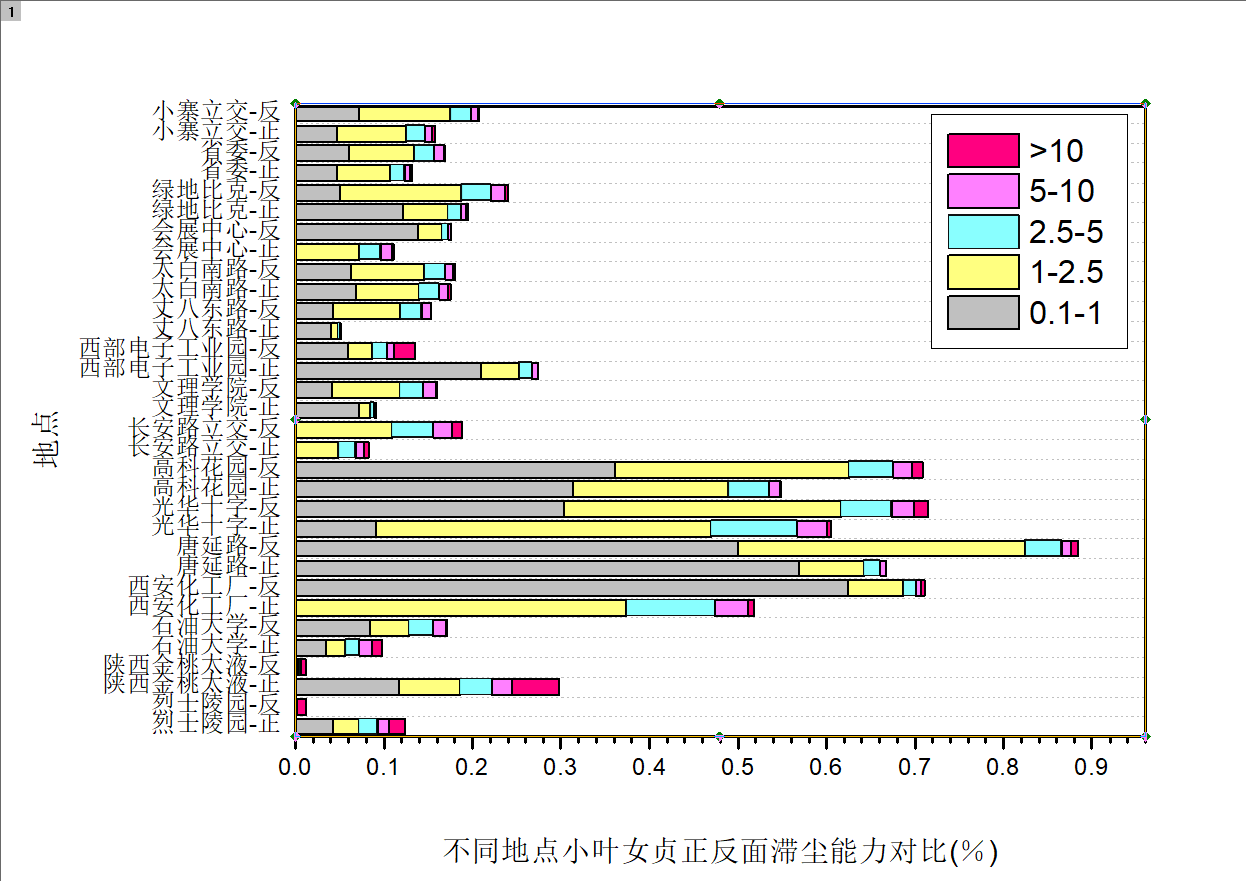 1
小寨立交-反
小寨立交-正
省委-反
省委-正
绿地比克-反
绿地比克-正
会展中心-反
会展中心-正
太白南路-反
太白南路-正
丈八东路-反
丈八东路-正
西部电子工业园-反
西部电子工业园-正
文理学院-反
文理学院-正
长安路立交-反
长安路立交-正
高科花园-反
高科花园-正
光华十字-反
光华十字-正
唐延路-反
唐延路-正
西安化工厂-反
西安化工厂-正
石油大学-反
石油大学-正
陕西金桃太液-反
陕西金桃太液-正
烈士陵园-反
烈士陵园-正
地点
>10
5-10
2.5-5
1-2.5
0.1-1
0.0 0.1 0.2 0.3 0.4 0.5 0.6 0.7 0.8 0.9
不同地点小叶女贞正反面滞尘能力对比(%)